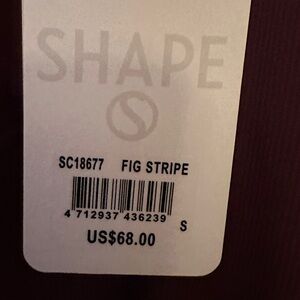 SHAPE
S
SC18677 FIG STRIPE
4 712937 436239
S
US$68.00